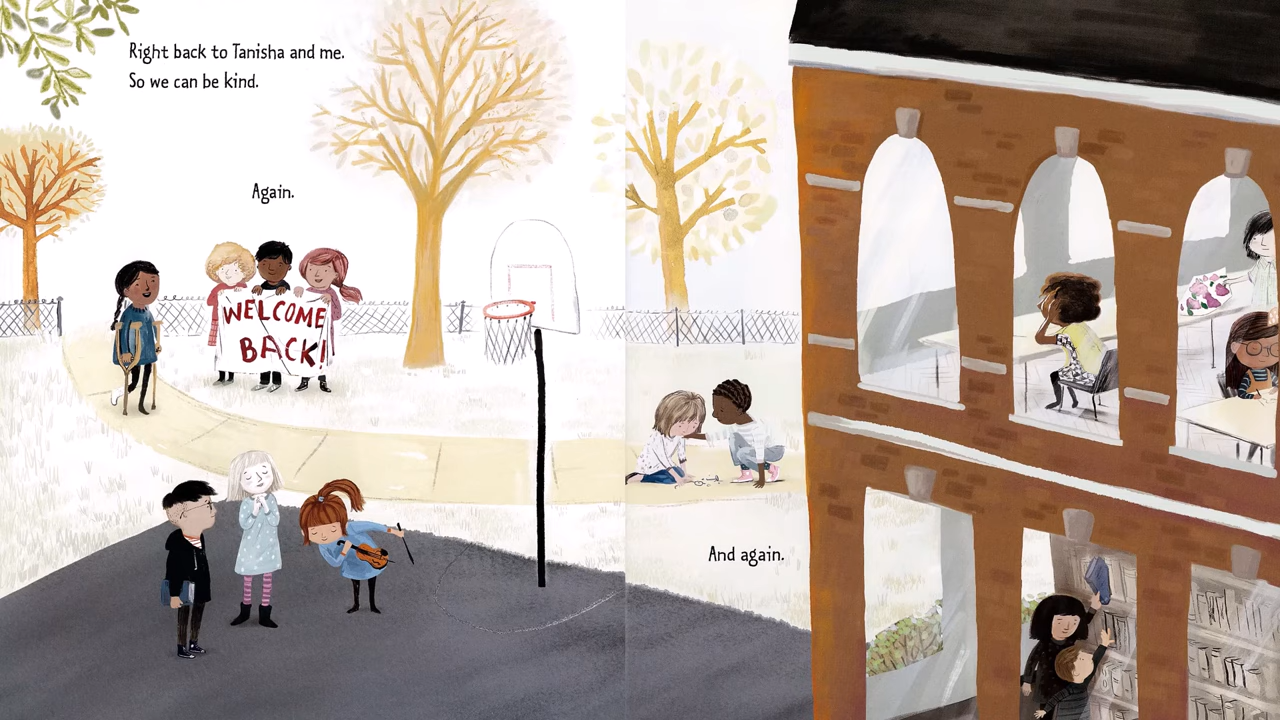 Right back to Tanisha and me.
So we can be kind.
Again.
WELCOME
BACK!
And again.